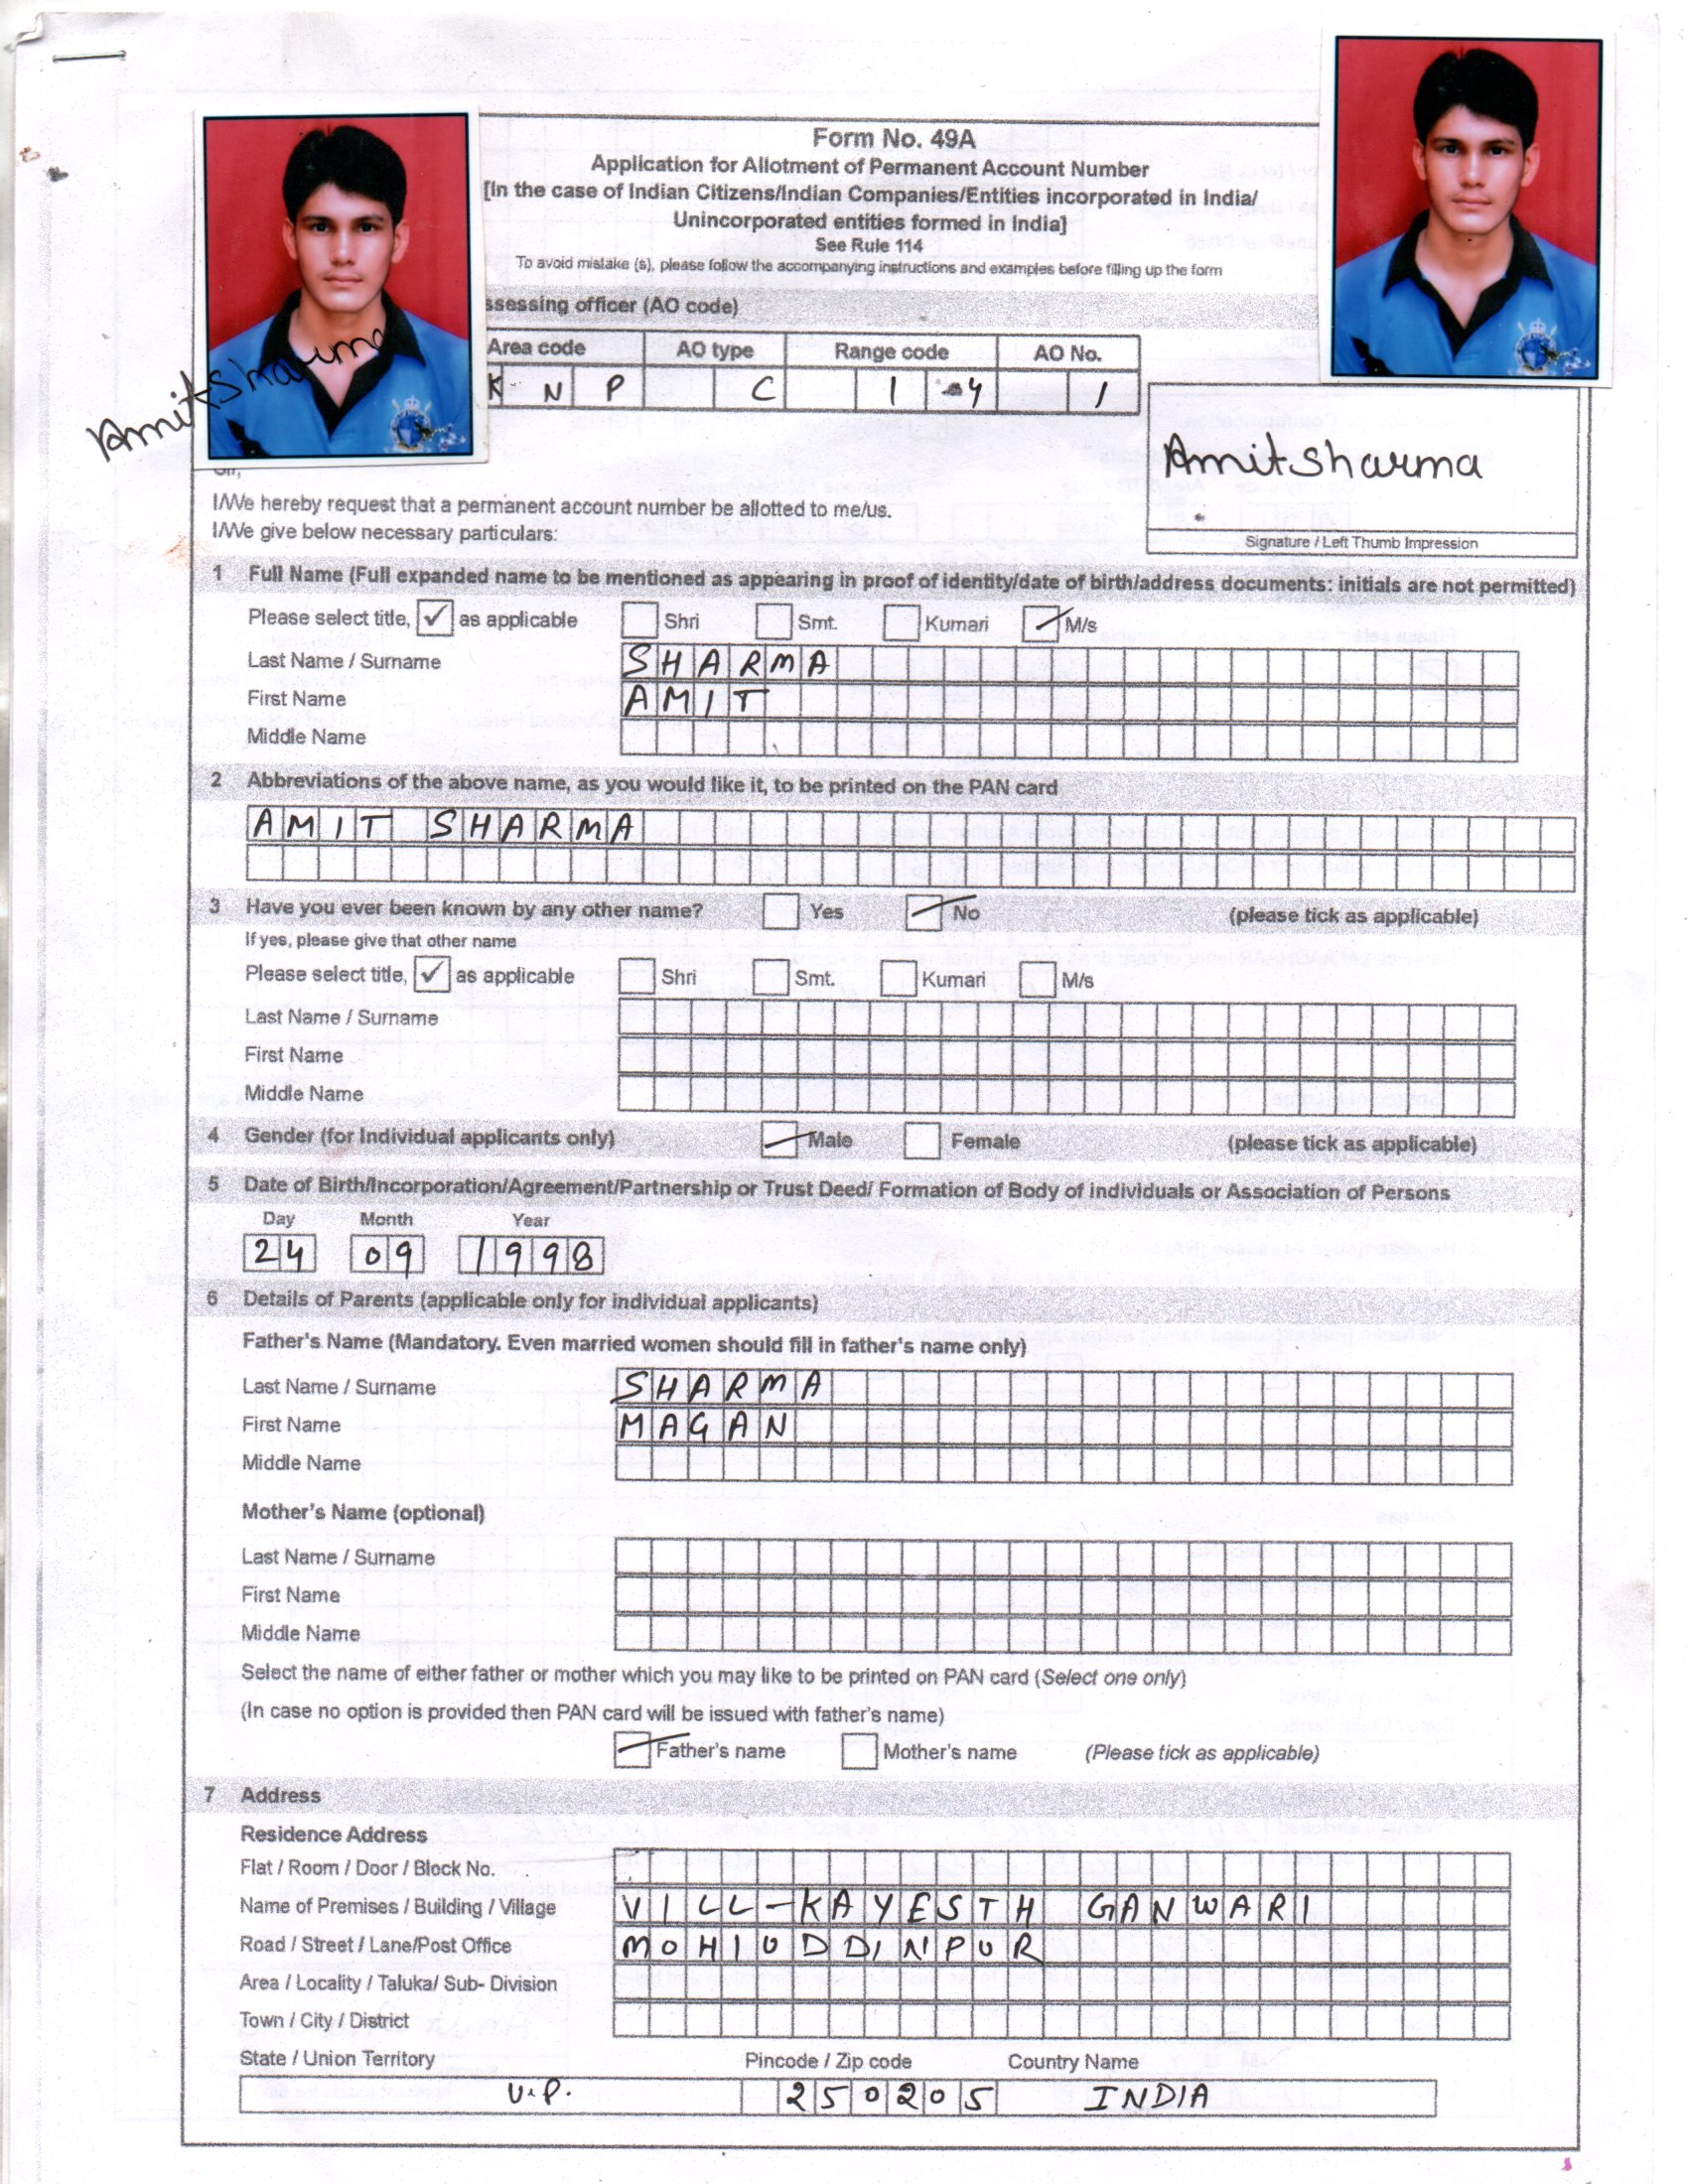 Form No. 49A
Application for Allotment of Permanent Account Number
[In the case of Indian Citizens/Indian Companies/Entities incorporated in India/
Unincorporated entities formed in India]
See Rule 114
To avoid mistake (s), please follow the accompanying instructions and examples before filling up the form
ssessing officer (AO code)
Area code AO type Range code AO No.
K N P C 1 4 1
Amit Sharma
Amit Sharma
Signature / Left Thumb Impression
Sir,
I/We hereby request that a permanent account number be allotted to me/us.
I/We give below necessary particulars:
1 Full Name (Full expanded name to be mentioned as appearing in proof of identity/date of birth/address documents: initials are not permitted)
Please select title, ✓ as applicable Shri Smt. Kumari ✓ M/s
Last Name / Surname SHARMA
First Name AMIT
Middle Name
2 Abbreviations of the above name, as you would like it, to be printed on the PAN card
AMIT SHARMA
3 Have you ever been known by any other name? Yes ✓ No (please tick as applicable)
If yes, please give that other name
Please select title, ✓ as applicable Shri Smt. Kumari M/s
Last Name / Surname
First Name
Middle Name
4 Gender (for Individual applicants only) ✓ Male Female (please tick as applicable)
5 Date of Birth/Incorporation/Agreement/Partnership or Trust Deed/ Formation of Body of individuals or Association of Persons
Day Month Year
24 09 1998
6 Details of Parents (applicable only for individual applicants)
Father's Name (Mandatory. Even married women should fill in father's name only)
Last Name / Surname SHARMA
First Name MAGAN
Middle Name
Mother's Name (optional)
Last Name / Surname
First Name
Middle Name
Select the name of either father or mother which you may like to be printed on PAN card (Select one only)
(In case no option is provided then PAN card will be issued with father's name)
✓ Father's name Mother's name (Please tick as applicable)
7 Address
Residence Address
Flat / Room / Door / Block No.
Name of Premises / Building / Village VILL-KAYESTH GANWARI
Road / Street / Lane/Post Office MOHIUDDINPUR
Area / Locality / Taluka/ Sub- Division
Town / City / District
State / Union Territory Pincode / Zip code Country Name
U.P. 250205 INDIA